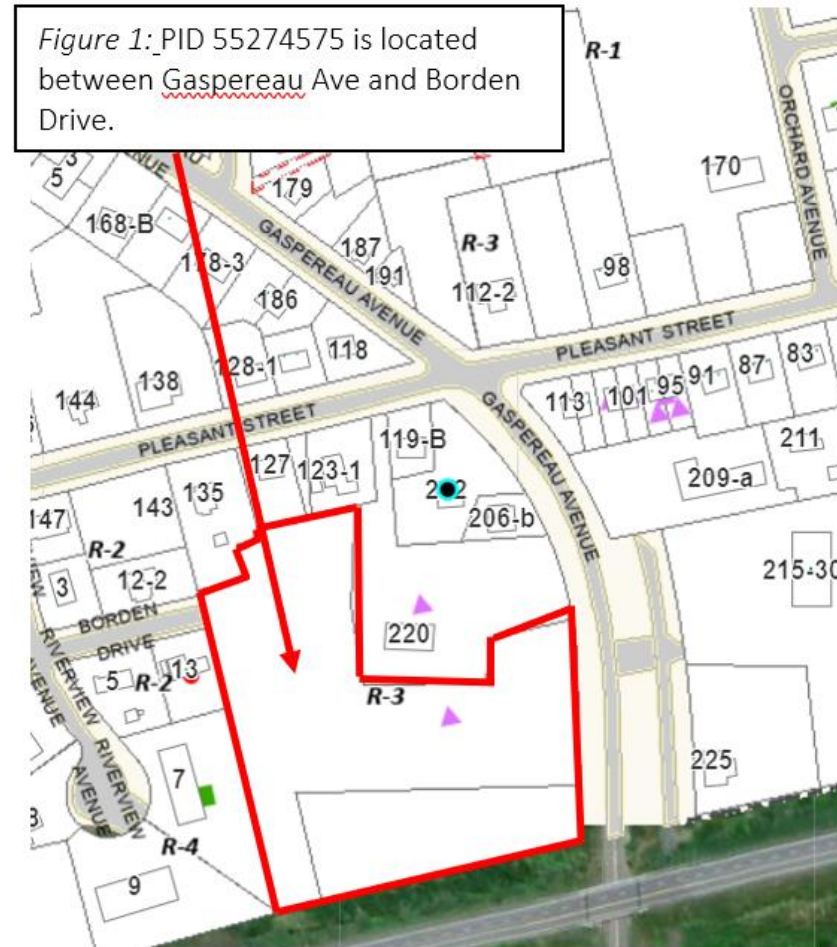 Figure 1: PID 55274575 is located
between Gaspereau Ave and Borden
Drive.
R-1
ORCHARD AVENUE
170
5
179
168-B
GASPEREAU AVENUE
R-3
187
178-3
191
98
112-2
186
118
PLEASANT STREET
128-1
138
144
83
87
91
95
101
113
PLEASANT STREET
GASPEREAU AVENUE
119-B
211
127
123-1
209-a
135
143
206-b
147
R-2
215-30
3
12-2
BORDEN
DRIVE
220
RIVERVIEW
AVENUE
13
5
R-2
R-3
RIVERVIEW
AVENUE
225
7
R-4
9